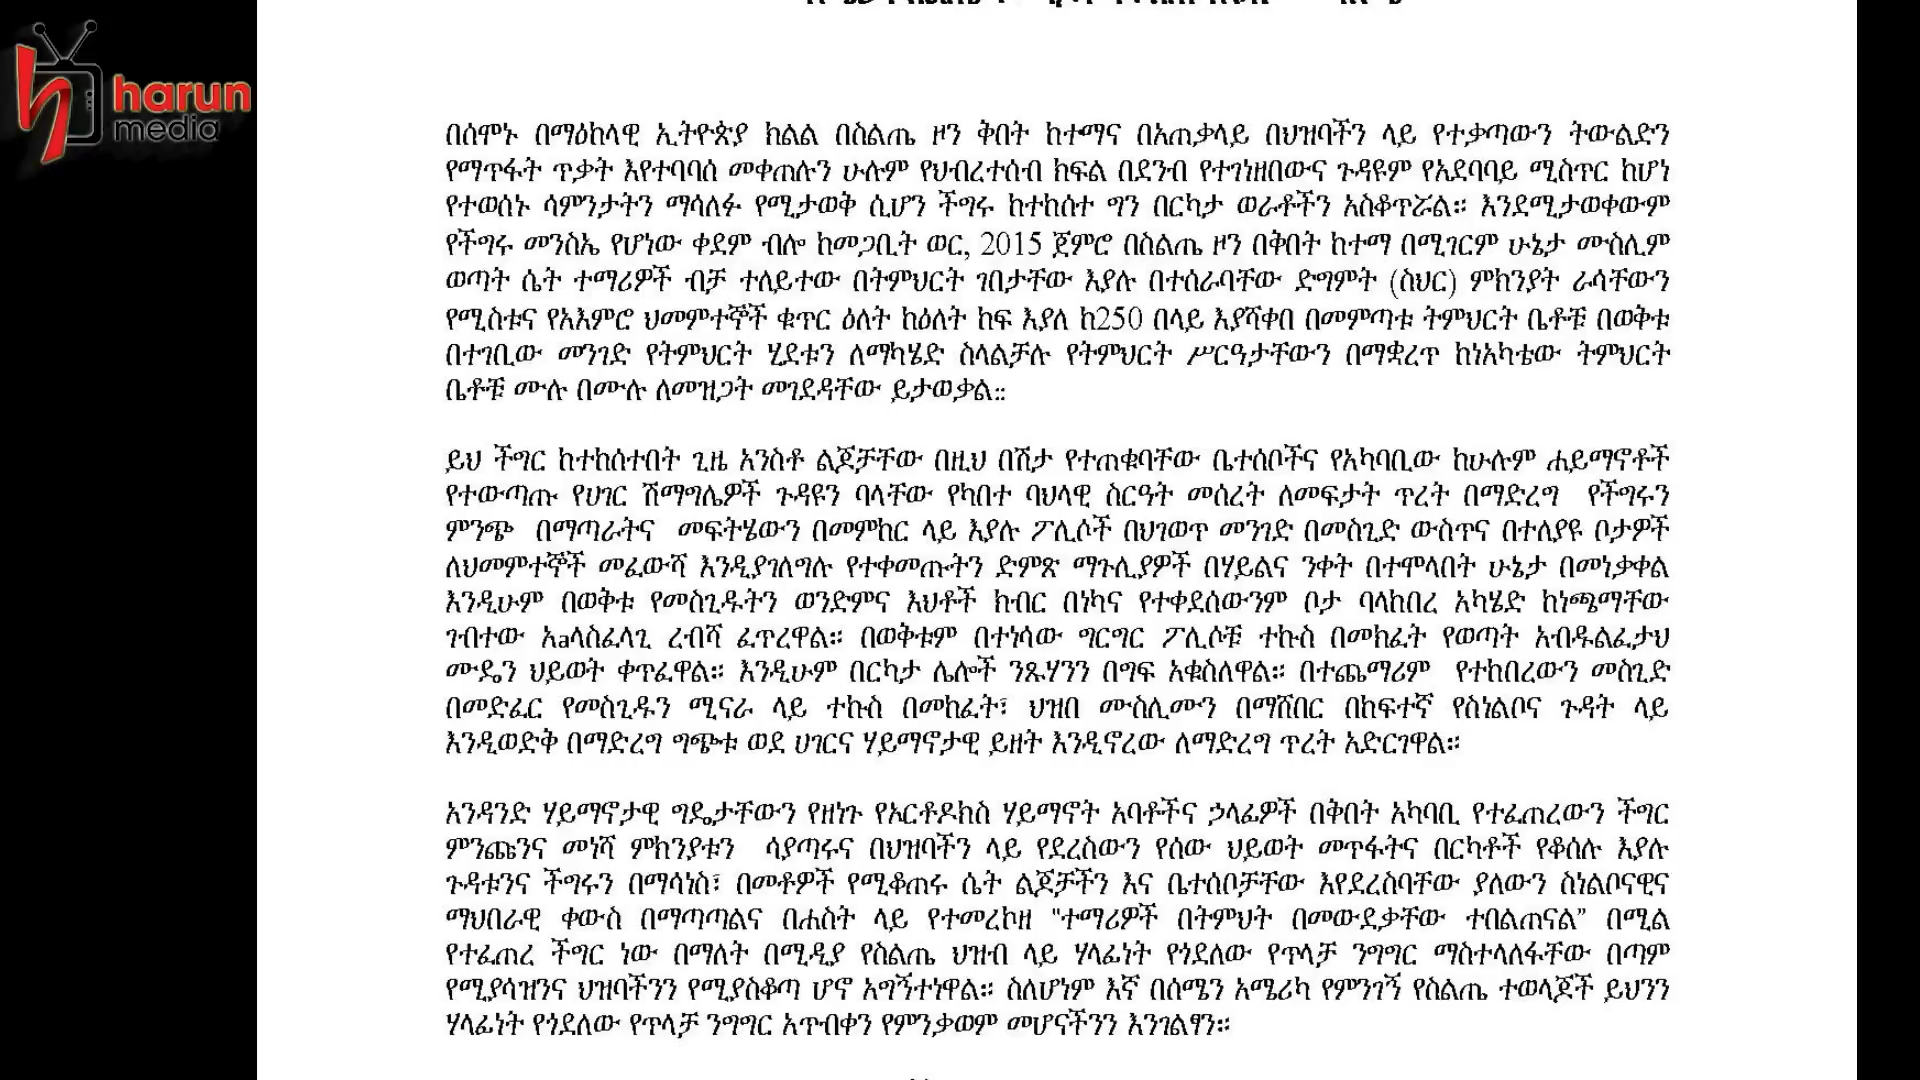 harun
media
በሰሞኑ በማዕከላዊ ኢትዮጵያ ክልል በስልጤ ዞን ቅበት ከተማና በአጠቃላይ በህዝባችን ላይ የተቃጣውን ትውልድን
የማጥፋት ጥቃት እየተባባሰ መቀጠሉን ሁሉም የህብረተሰብ ክፍል በደንብ የተገነዘበውና ጉዳዩም የአደባባይ ሚስጥር ከሆነ
የተወሰኑ ሳምንታትን ማሳለፉ የሚታወቅ ሲሆን ችግሩ ከተከሰተ ግን በርካታ ወራቶችን አስቆጥሯል። እንደሚታወቀውም
የችግሩ መንስኤ የሆነው ቀደም ብሎ ከመጋቢት ወር, 2015 ጀምሮ በስልጤ ዞን በቅበት ከተማ በሚገርም ሁኔታ ሙስሊም
ወጣት ሴት ተማሪዎች ብቻ ተለይተው በትምህርት ገበታቸው እያሉ በተሰራባቸው ድግምት (ስህር) ምክንያት ራሳቸውን
የሚስቱና የአእምሮ ህመምተኞች ቁጥር ዕለት ከዕለት ከፍ እያለ ከ250 በላይ እያሻቀበ በመምጣቱ ትምህርት ቤቶቹ በወቅቱ
በተገቢው መንገድ የትምህርት ሂደቱን ለማካሄድ ስላልቻሉ የትምህርት ሥርዓታቸውን በማቋረጥ ከነአካቴው ትምህርት
ቤቶቹ ሙሉ በሙሉ ለመዝጋት መገደዳቸው ይታወቃል።
ይህ ችግር ከተከሰተበት ጊዜ አንስቶ ልጆቻቸው በዚህ በሽታ የተጠቁባቸው ቤተሰቦችና የአካባቢው ከሁሉም ሐይማኖቶች
የተውጣጡ የሀገር ሽማግሌዎች ጉዳዩን ባላቸው የካበተ ባህላዊ ስርዓት መሰረት ለመፍታት ጥረት በማድረግ የችግሩን
ምንጭ በማጣራትና መፍትሄውን በመምከር ላይ እያሉ ፖሊሶች በህገወጥ መንገድ በመስጊድ ውስጥና በተለያዩ ቦታዎች
ለህመምተኞች መፈውሻ እንዲያገለግሉ የተቀመጡትን ድምጽ ማጉሊያዎች በሃይልና ንቀት በተሞላበት ሁኔታ በመነቃቀል
እንዲሁም በወቅቱ የመስጊዱትን ወንድምና እህቶች ክብር በነካና የተቀደሰውንም ቦታ ባላከበረ አካሄድ ከነጫማቸው
ገብተው አaላስፈላጊ ረብሻ ፈጥረዋል። በወቅቱም በተነሳው ግርግር ፖሊሶቹ ተኩስ በመክፈት የወጣት አብዱልፈታህ
ሙዴን ህይወት ቀጥፈዋል። እንዲሁም በርካታ ሌሎች ንጹሃንን በግፍ አቁስለዋል። በተጨማሪም የተከበረውን መስጊድ
በመድፈር የመስጊዱን ሚናራ ላይ ተኩስ በመክፈት፣ ህዝበ ሙስሊሙን በማሸበር በከፍተኛ የስነልቦና ጉዳት ላይ
እንዲወድቅ በማድረግ ግጭቱ ወደ ሀገርና ሃይማኖታዊ ይዘት እንዲኖረው ለማድረግ ጥረት አድርገዋል።
አንዳንድ ሃይማኖታዊ ግዴታቸውን የዘነጉ የኦርቶዶክስ ሃይማኖት አባቶችና ኃላፊዎች በቅበት አካባቢ የተፈጠረውን ችግር
ምንጩንና መነሻ ምክንያቱን ሳያጣሩና በህዝባችን ላይ የደረስውን የሰው ህይወት መጥፋትና በርካቶች የቆሰሉ እያሉ
ጉዳቱንና ችግሩን በማሳነስ፣ በመቶዎች የሚቆጠሩ ሴት ልጆቻችን እና ቤተሰቦቻቸው እየደረስባቸው ያለውን ስነልቦናዊና
ማህበራዊ ቀውስ በማጣጣልና በሐስት ላይ የተመረኮዘ "ተማሪዎች በትምህት በመውደቃቸው ተበልጠናል" በሚል
የተፈጠረ ችግር ነው በማለት በሚዲያ የስልጤ ህዝብ ላይ ሃላፊነት የጎደለው የጥላቻ ንግግር ማስተላለፋቸው በጣም
የሚያሳዝንና ህዝባችንን የሚያስቆጣ ሆኖ አግኝተነዋል። ስለሆነም እኛ በሰሜን አሜሪካ የምንገኝ የስልጤ ተወላጆች ይህንን
ሃላፊነት የጎደለው የጥላቻ ንግግር አጥብቀን የምንቃወም መሆናችንን እንገልፃን።